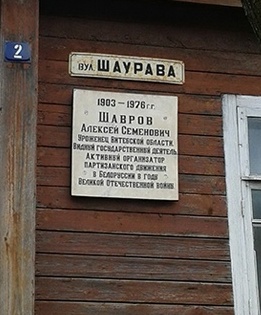 2
вул. ШАУРАВА
1903 — 1976 г.г.
ШАВРОВ
АЛЕКСЕЙ СЕМЕНОВИЧ
УРОЖЕНЕЦ ВИТЕБСКОЙ ОБЛАСТИ.
ВИДНЫЙ ГОСУДАРСТВЕННЫЙ ДЕЯТЕЛЬ
АКТИВНЫЙ ОРГАНИЗАТОР
ПАРТИЗАНСКОГО ДВИЖЕНИЯ
В БЕЛОРУССИИ В ГОДЫ
ВЕЛИКОЙ ОТЕЧЕСТВЕННОЙ ВОЙНЫ